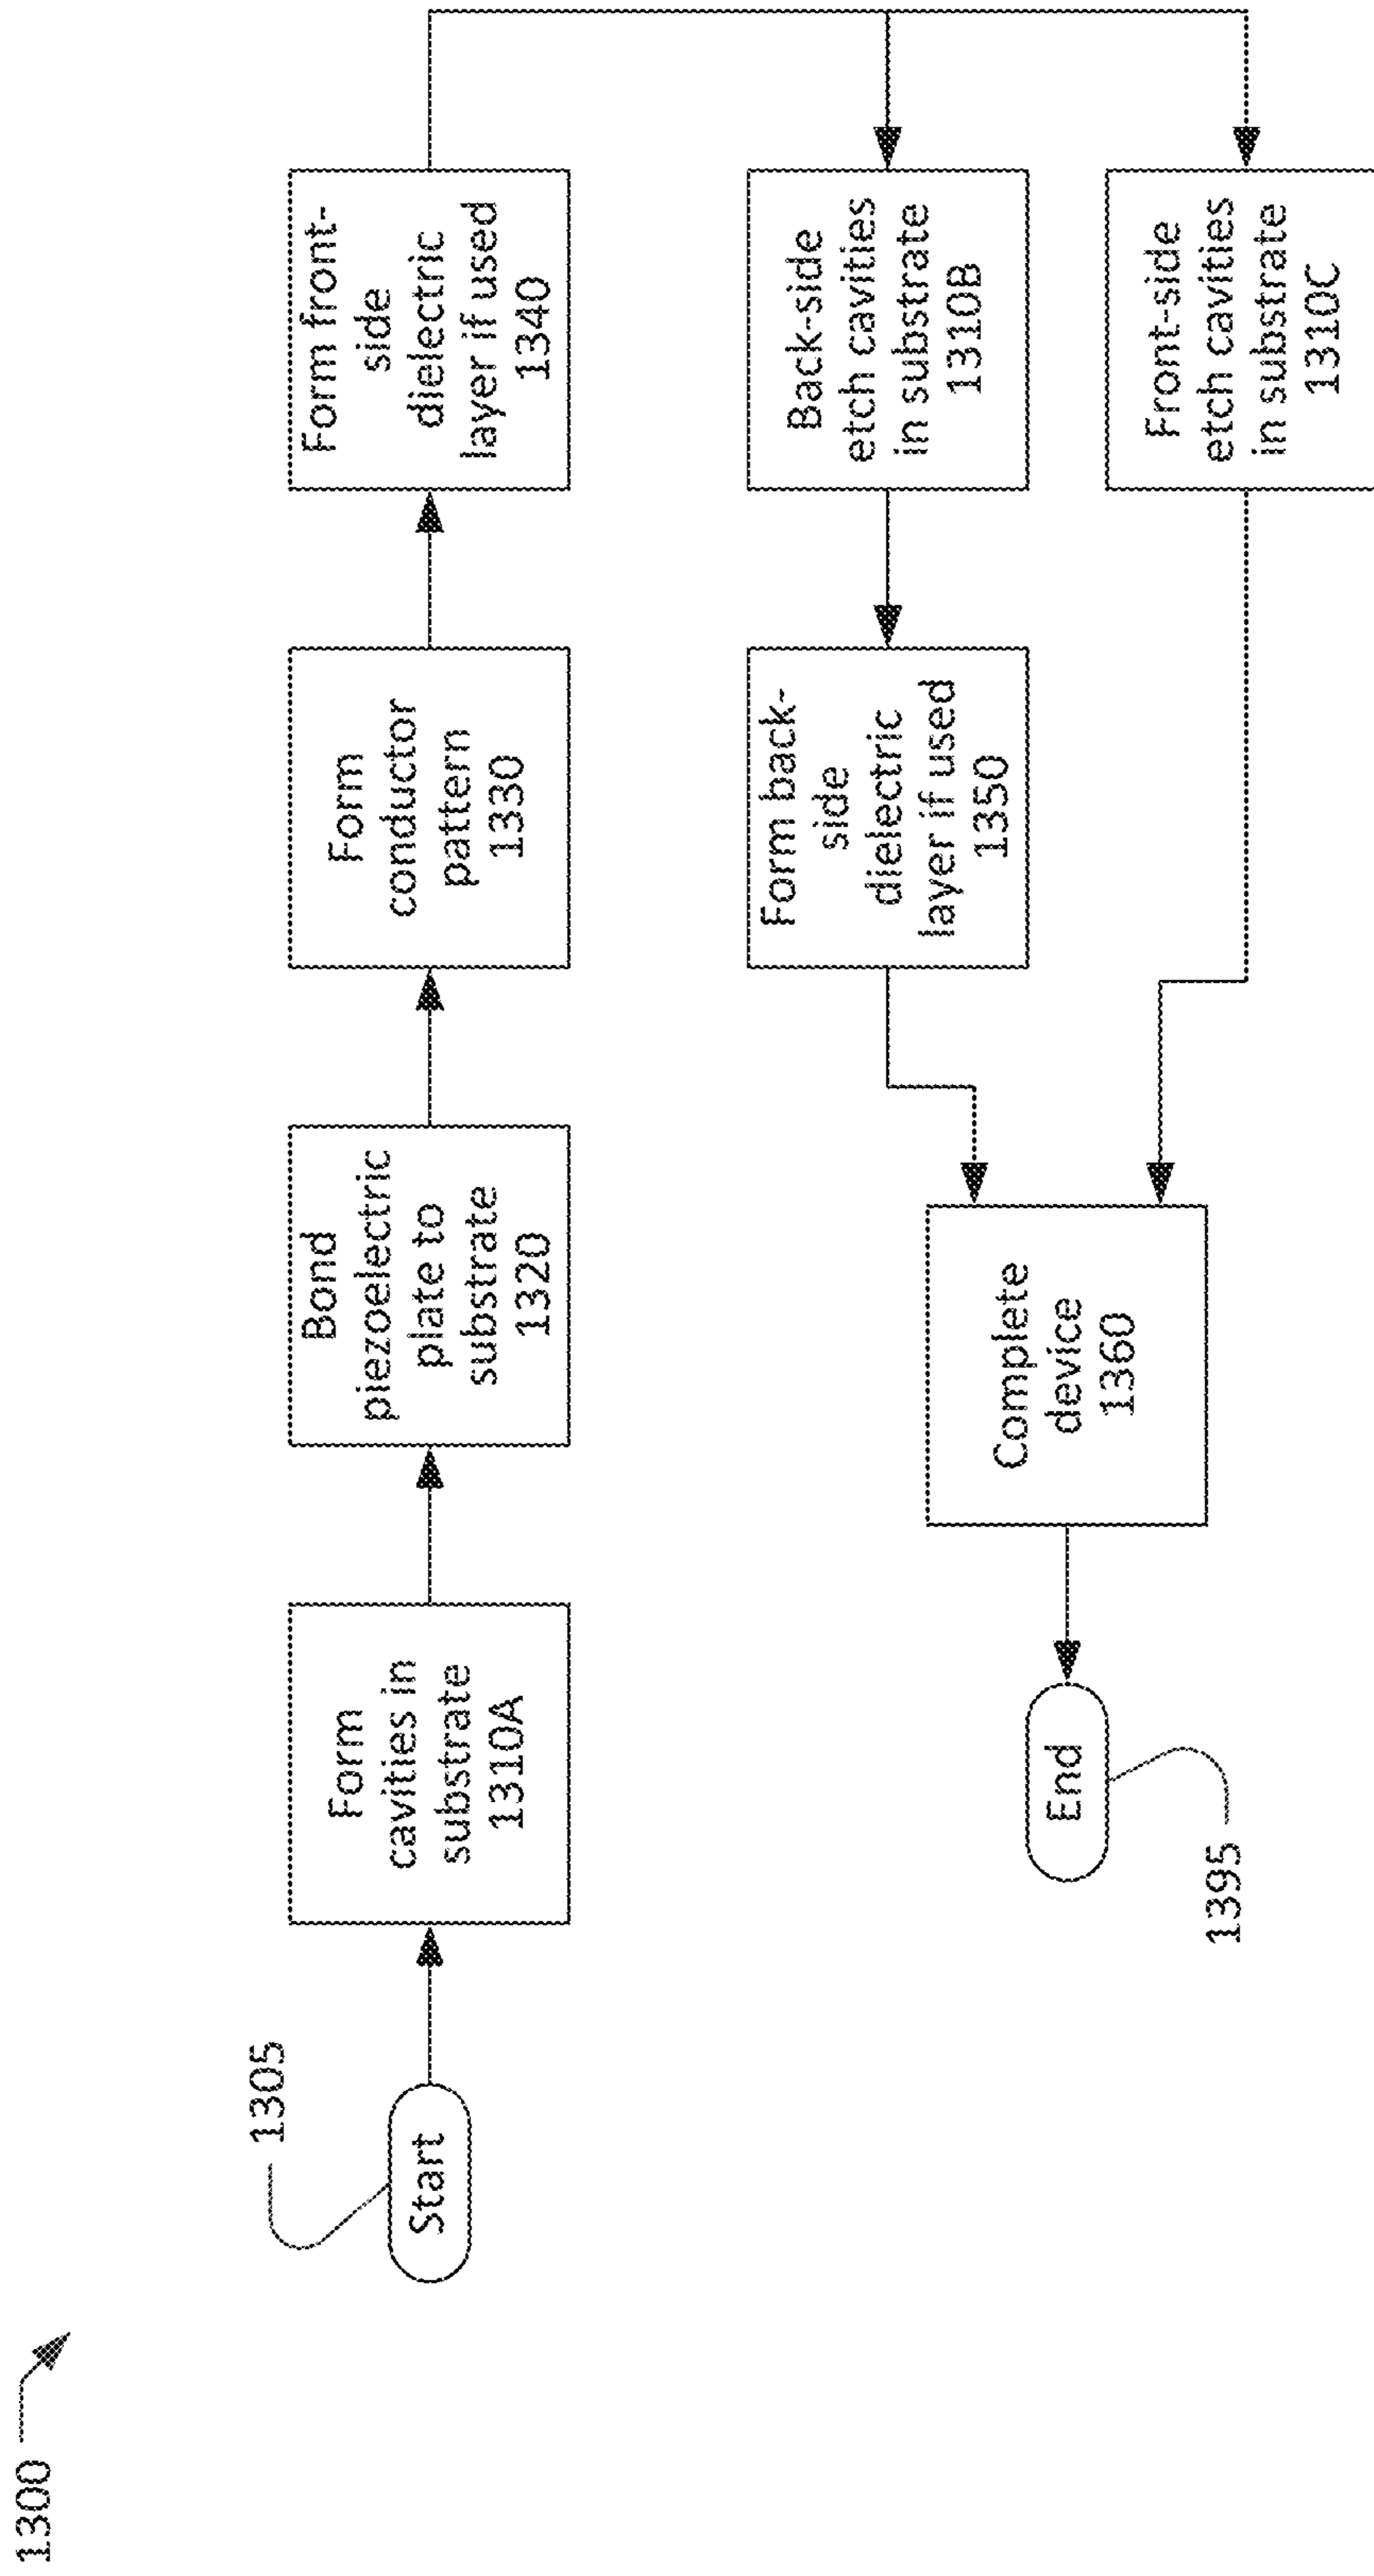 1300
1305
Start
Form
cavities in
substrate
1310A
Bond
piezoelectric
plate to
substrate
1320
Form
conductor
pattern
1330
Form front-
side
dielectric
layer if used
1340
Back-side
etch cavities
in substrate
1310B
Form back-
side
dielectric
layer if used
1350
Front-side
etch cavities
in substrate
1310C
Complete
device
1360
End
1395